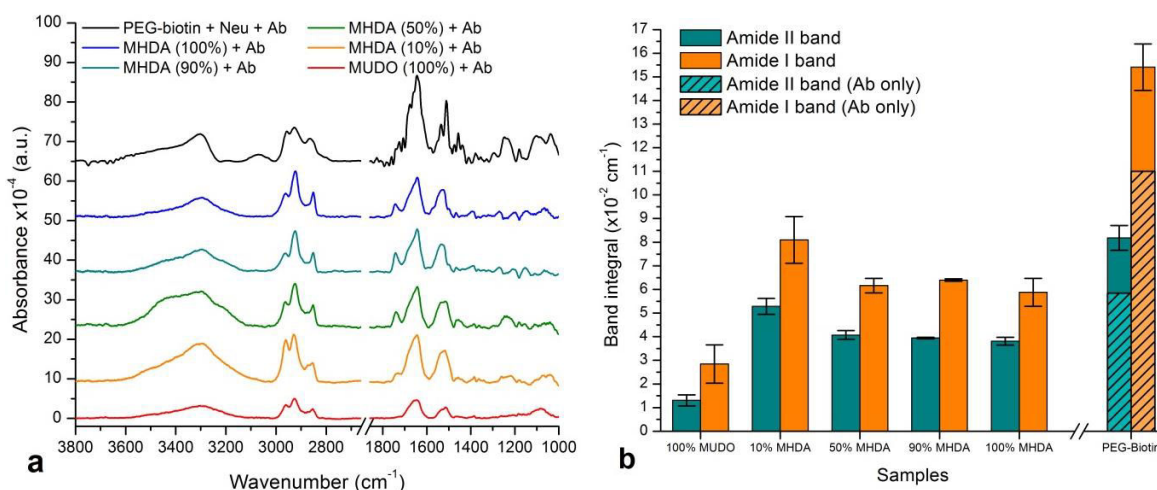 PEG-biotin + Neu + Ab
MHDA (100%) + Ab
MHDA (90%) + Ab
MHDA (50%) + Ab
MHDA (10%) + Ab
MUDO (100%) + Ab
Absorbance x10-4 (a.u.)
100
90
80
70
60
50
40
30
20
10
0
3800
3600
3400
3200
3000
2800
1800
1600
1400
1200
1000
Wavenumber (cm-1)
a
Amide II band
Amide I band
Amide II band (Ab only)
Amide I band (Ab only)
Band integral (x10-2 cm-1)
17
16
15
14
13
12
11
10
9
8
7
6
5
4
3
2
1
0
100% MUDO
10% MHDA
50% MHDA
90% MHDA
100% MHDA
PEG-Biotin
Samples
b